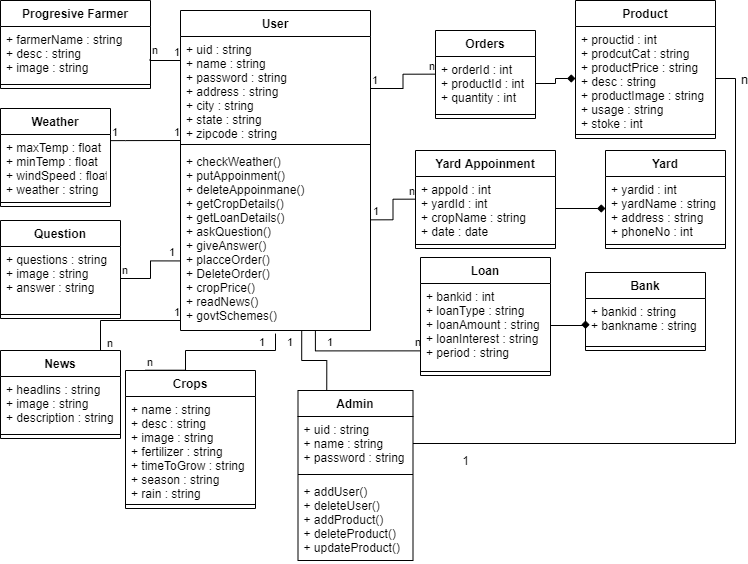 Progresive Farmer
+ farmerName : string
+ desc : string
+ image : string
n
1
User
+ uid : string
+ name : string
+ password : string
+ address : string
+ city : string
+ state : string
+ zipcode : string
+ checkWeather()
+ putAppoinment()
+ deleteAppoinmane()
+ getCropDetails()
+ getLoanDetails()
+ askQuestion()
+ giveAnswer()
+ placceOrder()
+ DeleteOrder()
+ cropPrice()
+ readNews()
+ govtSchemes()
1
n
Orders
+ orderId : int
+ productId : int
+ quantity : int
Product
+ prouctid : int
+ prodcutCat : string
+ productPrice : string
+ desc : string
+ productImage : string
+ usage : string
+ stoke : int
n
Weather
+ maxTemp : float
+ minTemp : float
+ windSpeed : float
+ weather : string
1
1
Yard Appoinment
+ appoId : int
+ yardId : int
+ cropName : string
+ date : date
n
1
Yard
+ yardid : int
+ yardName : string
+ address : string
+ phoneNo : int
Question
+ questions : string
+ image : string
+ answer : string
n
1
Loan
+ bankid : int
+ loanType : string
+ loanAmount : string
+ loanInterest : string
+ period : string
n
1
Bank
+ bankid : string
+ bankname : string
News
+ headlins : string
+ image : string
+ description : string
n
1
Crops
+ name : string
+ desc : string
+ image : string
+ fertilizer : string
+ timeToGrow : string
+ season : string
+ rain : string
n
1
1
Admin
+ uid : string
+ name : string
+ password : string
+ addUser()
+ deleteUser()
+ addProduct()
+ deleteProduct()
+ updateProduct()
1